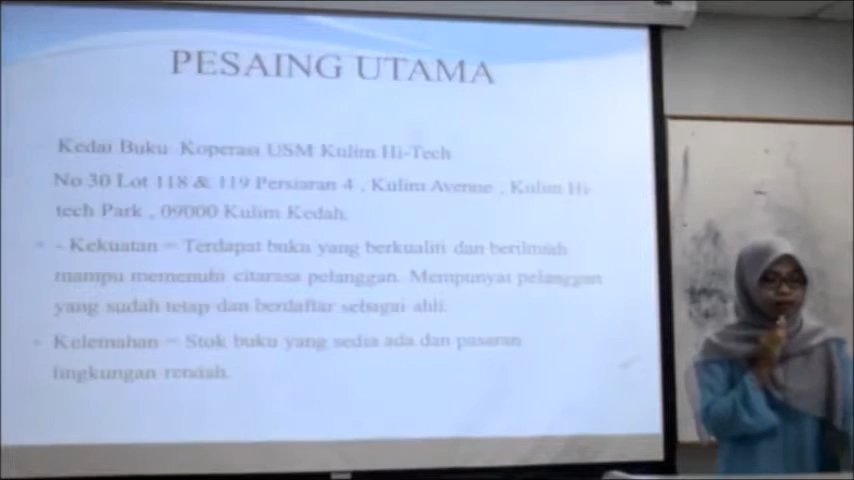 PESAING UTAMA
Kedai Buku Koperasi USM Kulim Hi-Tech
No 30 Lot 118 & 119 Persiaran 4 , Kulim Avenue , Kulim Hi-
tech Park , 09000 Kulim Kedah.
- Kekuatan = Terdapat buku yang berkualiti dan berilmiah
mampu memenuhi citarasa pelanggan. Mempunyai pelanggan
yang sudah tetap dan berdaftar sebagai ahli.
Kelemahan = Stok buku yang sedia ada dan pasaran
lingkungan rendah.